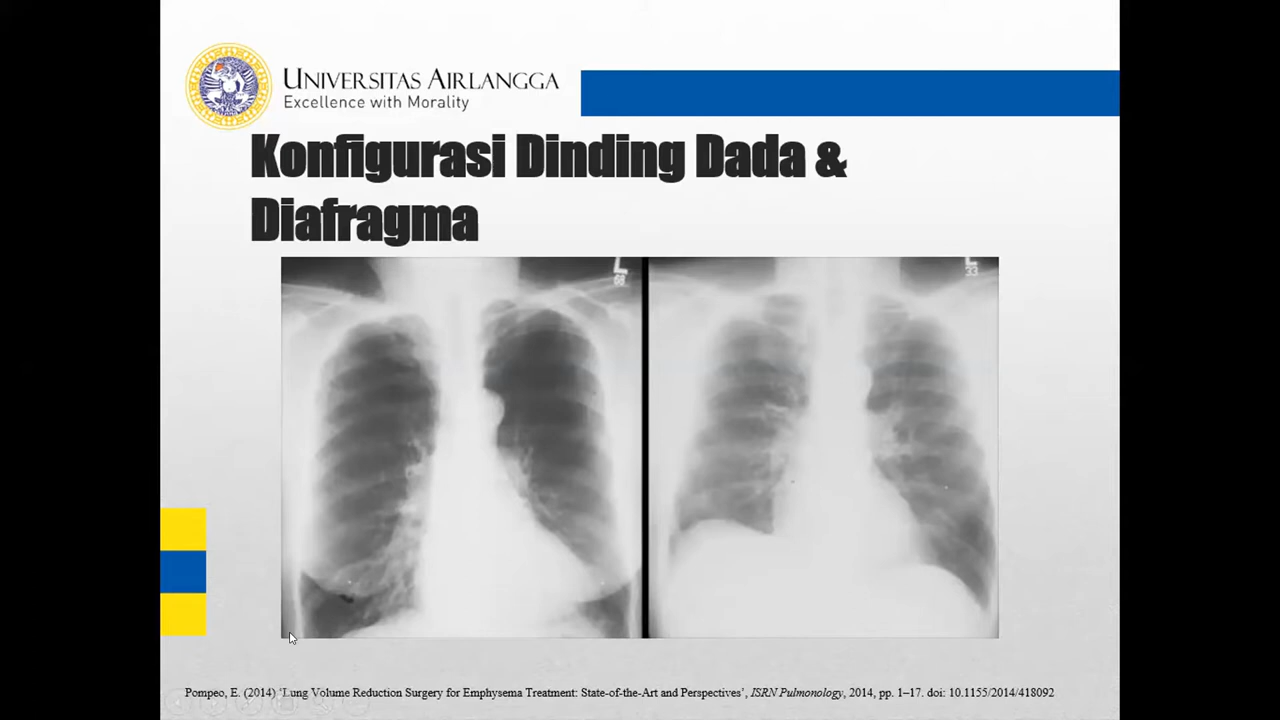 UNIVERSITAS AIRLANGGA
Excellence with Morality
Konfigurasi Dinding Dada &
Diafragma
L
Pompeo, E. (2014) ‘Lung Volume Reduction Surgery for Emphysema Treatment: State-of-the-Art and Perspectives’, ISRN Pulmonology, 2014, pp. 1–17. doi: 10.1155/2014/418092